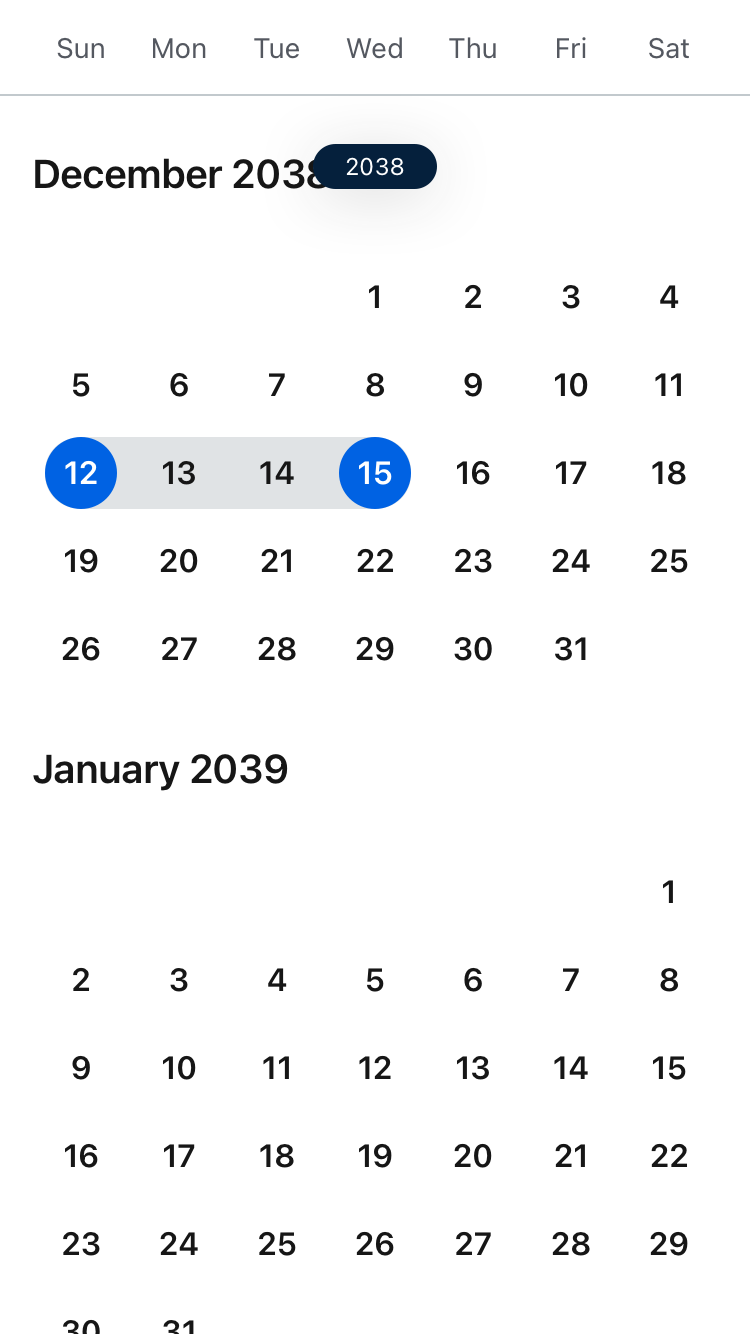 Sun Mon Tue Wed Thu Fri Sat
December 2038 2038
1 2 3 4
5 6 7 8 9 10 11
12 13 14 15 16 17 18
19 20 21 22 23 24 25
26 27 28 29 30 31
January 2039
1
2 3 4 5 6 7 8
9 10 11 12 13 14 15
16 17 18 19 20 21 22
23 24 25 26 27 28 29
30 31